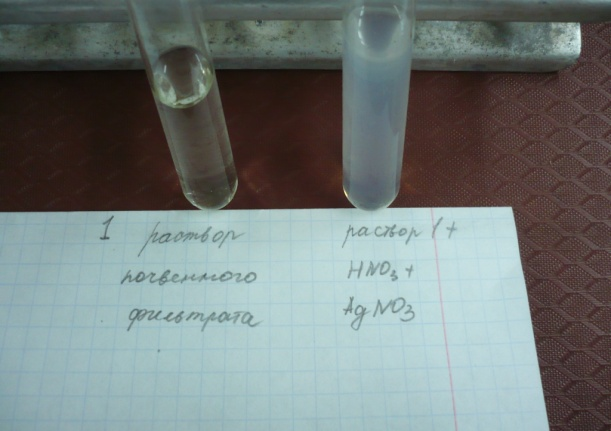 1 раствор
почвенного
фильтрата
раствор 1 +
HNO3 +
AgNO3